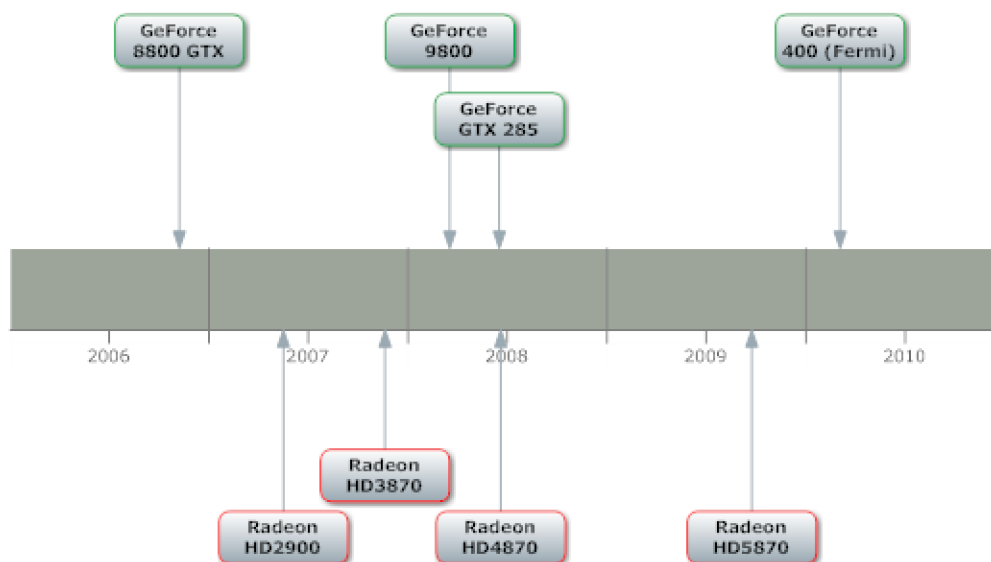 GeForce
8800 GTX
GeForce
9800
GeForce
400 (Fermi)
GeForce
GTX 285
2006
2007
2008
2009
2010
Radeon
HD3870
Radeon
HD2900
Radeon
HD4870
Radeon
HD5870